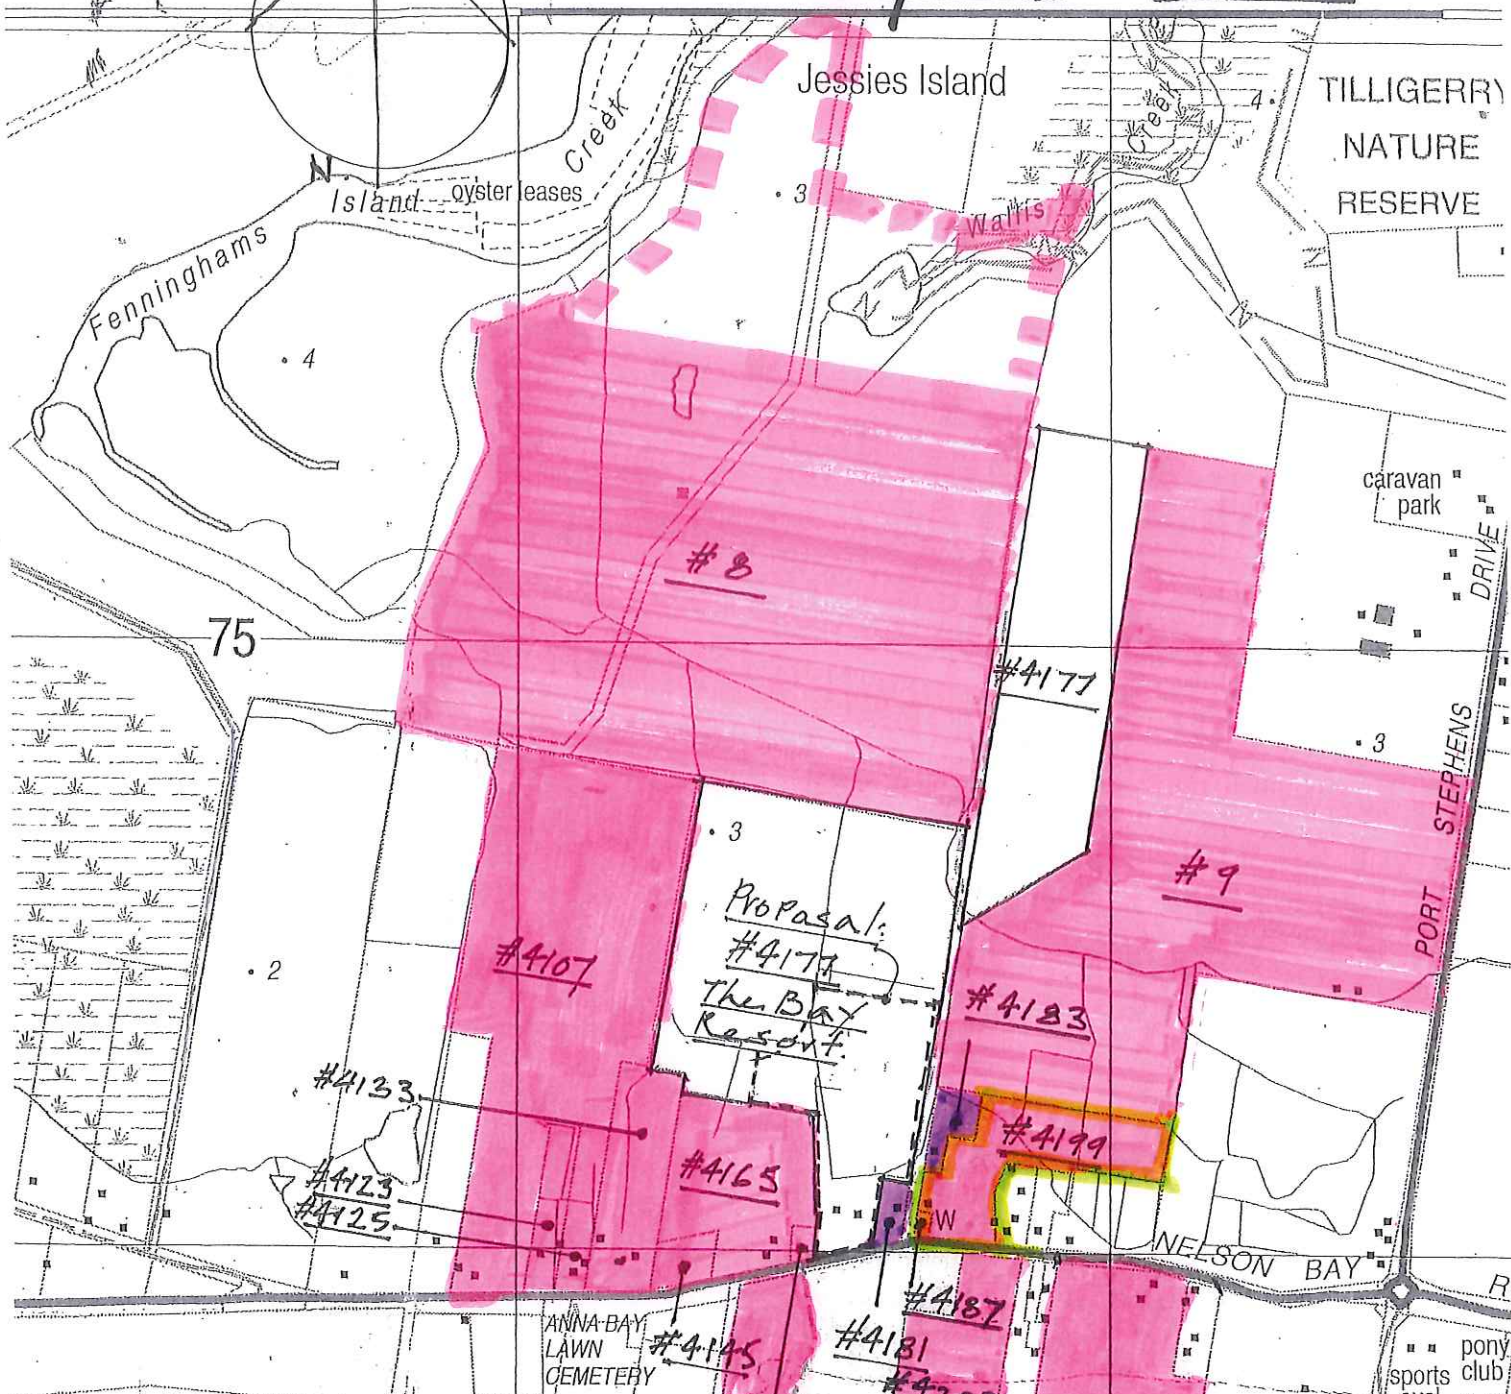 Jessies Island
TILLIGERRY
NATURE
RESERVE
4
Creek
Creek
N
Island
oyster leases
3
Wallis
Fenninghams
4
caravan
park
DRIVE
#8
75
#4177
3
STEPHENS
3
#9
PORT
Proposal:
#4177
The Bay
Resort.
#4107
2
#4183
#4133
#4199
#4165
#4123
#4125
W
NELSON BAY
R
#4187
ANNA BAY
LAWN
CEMETERY
#4145
#4181
pony
club
sports